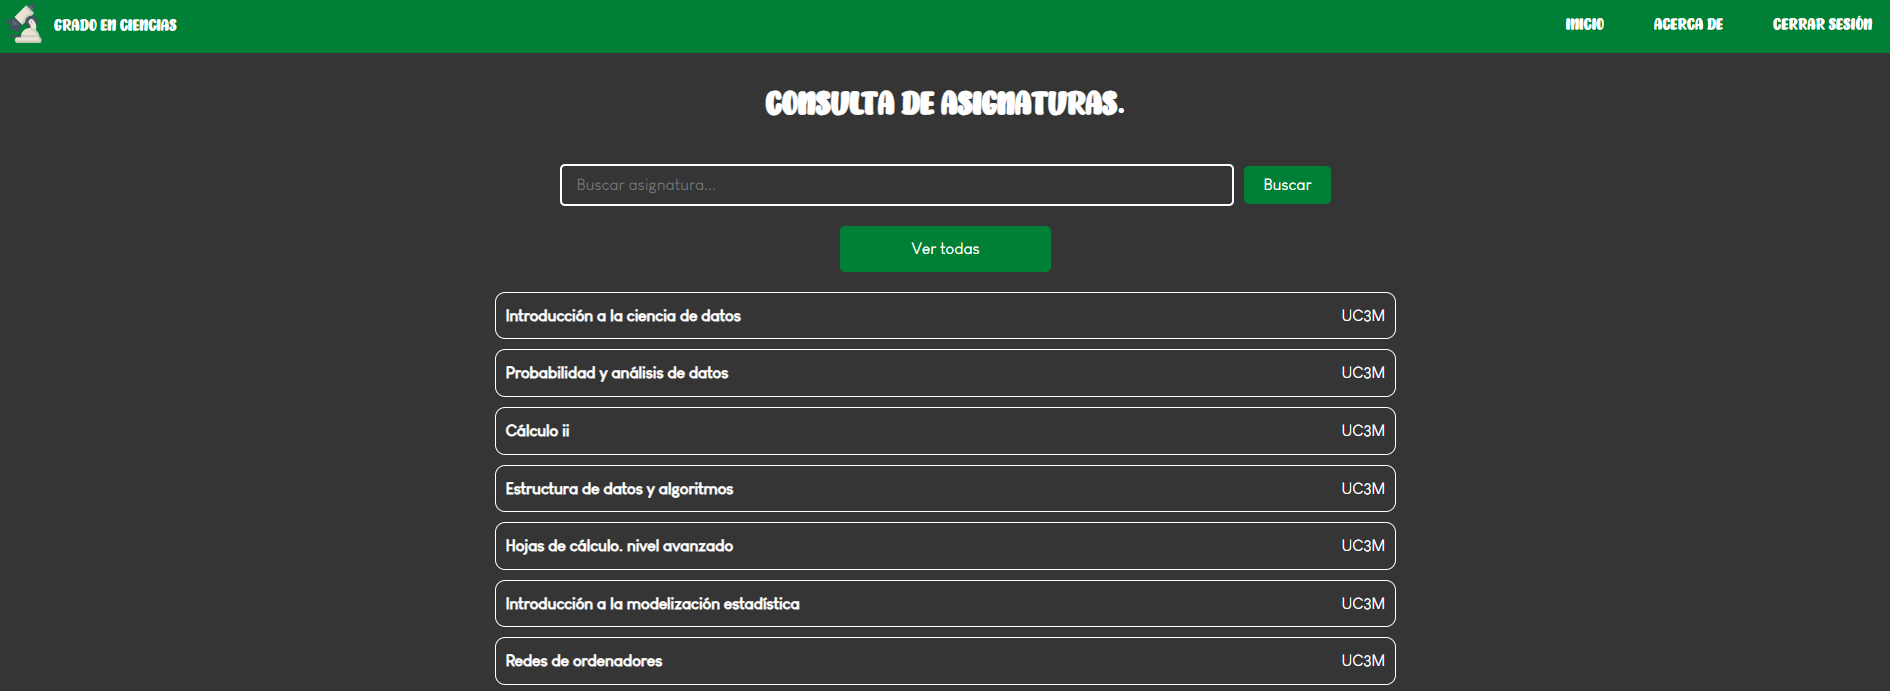 GRADO EN CIENCIAS
INICIO
ACERCA DE
CERRAR SESIÓN
CONSULTA DE ASIGNATURAS.
Buscar asignatura...
Buscar
Ver todas
Introducción a la ciencia de datos UC3M
Probabilidad y análisis de datos UC3M
Cálculo ii UC3M
Estructura de datos y algoritmos UC3M
Hojas de cálculo. nivel avanzado UC3M
Introducción a la modelización estadística UC3M
Redes de ordenadores UC3M